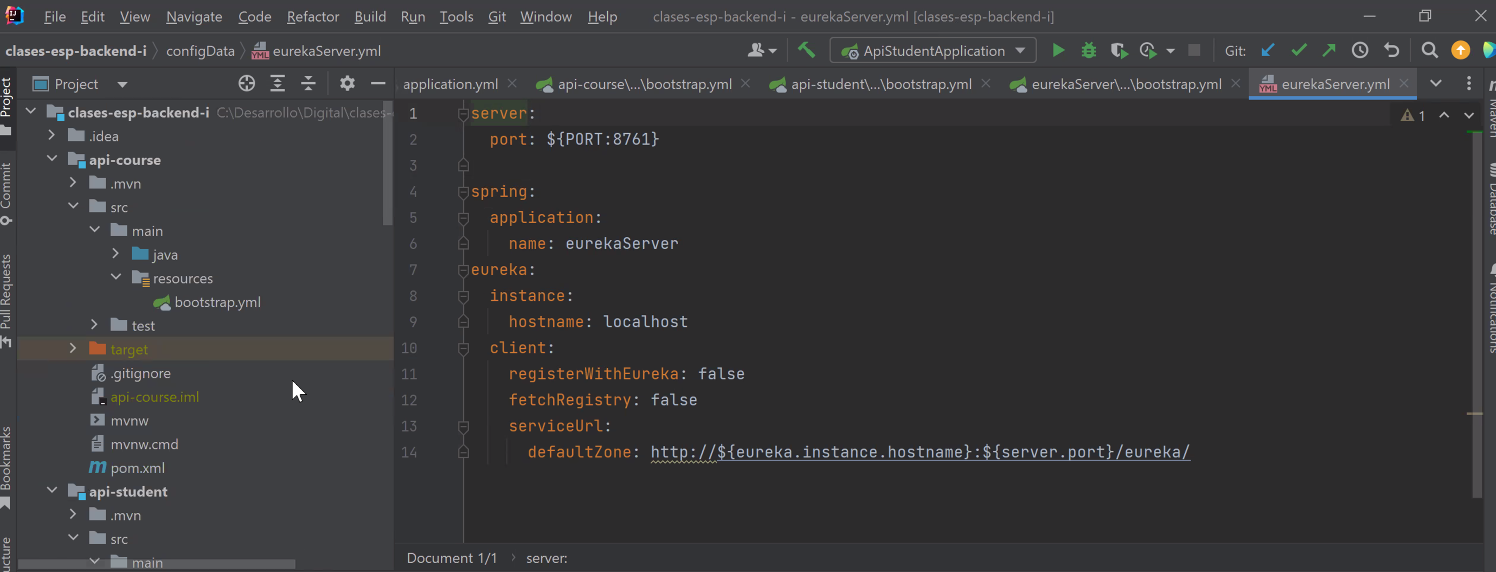 File Edit View Navigate Code Refactor Build Run Tools Git Window Help clases-esp-backend-i - eurekaServer.yml [clases-esp-backend-i]
clases-esp-backend-i configData eurekaServer.yml ApiStudentApplication Git:
Project
Project
application.yml api-course\...\bootstrap.yml api-student\...\bootstrap.yml eurekaServer\...\bootstrap.yml eurekaServer.yml
clases-esp-backend-i C:\Desarrollo\Digital\clases-
.idea
api-course
.mvn
src
main
java
resources
bootstrap.yml
test
target
.gitignore
api-course.iml
mvnw
mvnw.cmd
pom.xml
api-student
.mvn
src
main
Commit
Pull Requests
Bookmarks
1 server:
2 port: ${PORT:8761}
3
4 spring:
5 application:
6 name: eurekaServer
7 eureka:
8 instance:
9 hostname: localhost
10 client:
11 registerWithEureka: false
12 fetchRegistry: false
13 serviceUrl:
14 defaultZone: http://${eureka.instance.hostname}:${server.port}/eureka/
1
Database
Notifications
Document 1/1 server: